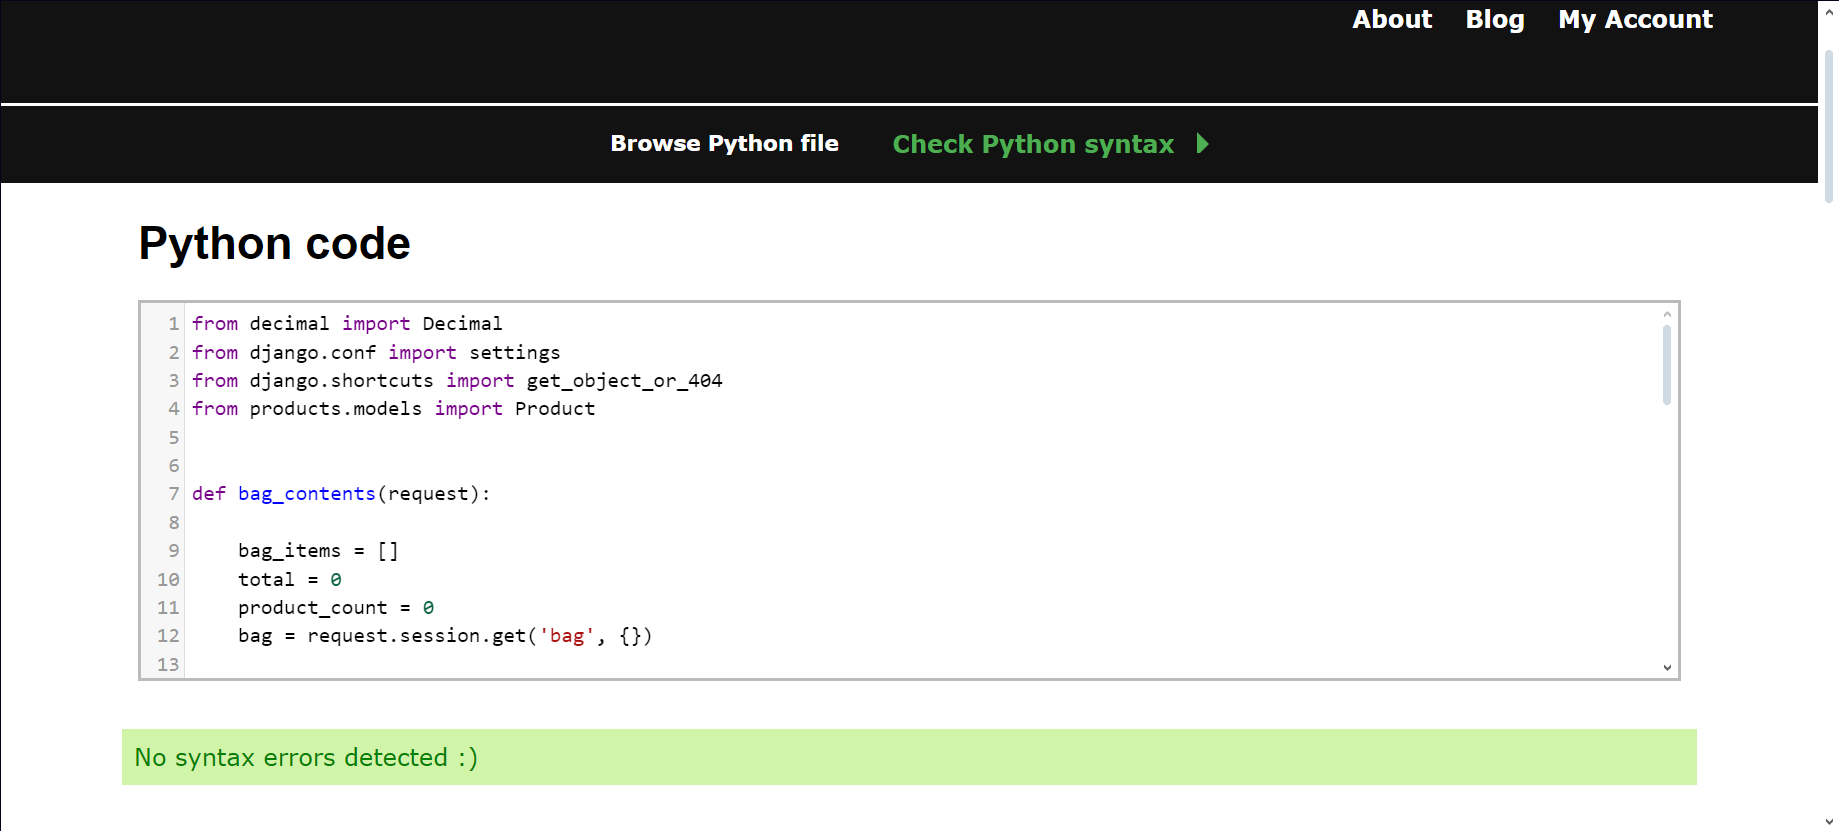 About Blog My Account
Browse Python file Check Python syntax
Python code
1 from decimal import Decimal
2 from django.conf import settings
3 from django.shortcuts import get_object_or_404
4 from products.models import Product
5
6
7 def bag_contents(request):
8
9     bag_items = []
10     total = 0
11     product_count = 0
12     bag = request.session.get('bag', {})
13
No syntax errors detected :)